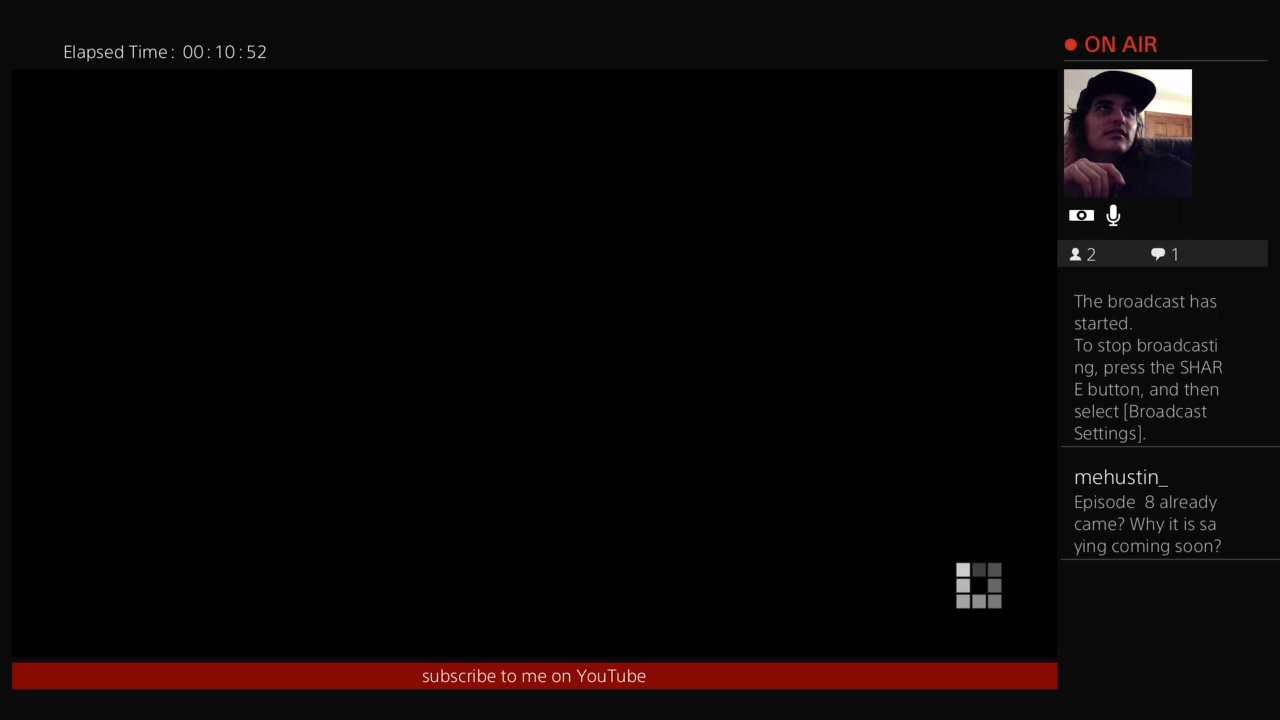 Elapsed Time: 00:10:52
ON AIR
2 1
The broadcast has
started.
To stop broadcasti
ng, press the SHAR
E button, and then
select [Broadcast
Settings].
mehustin_
Episode 8 already
came? Why it is sa
ying coming soon?
subscribe to me on YouTube